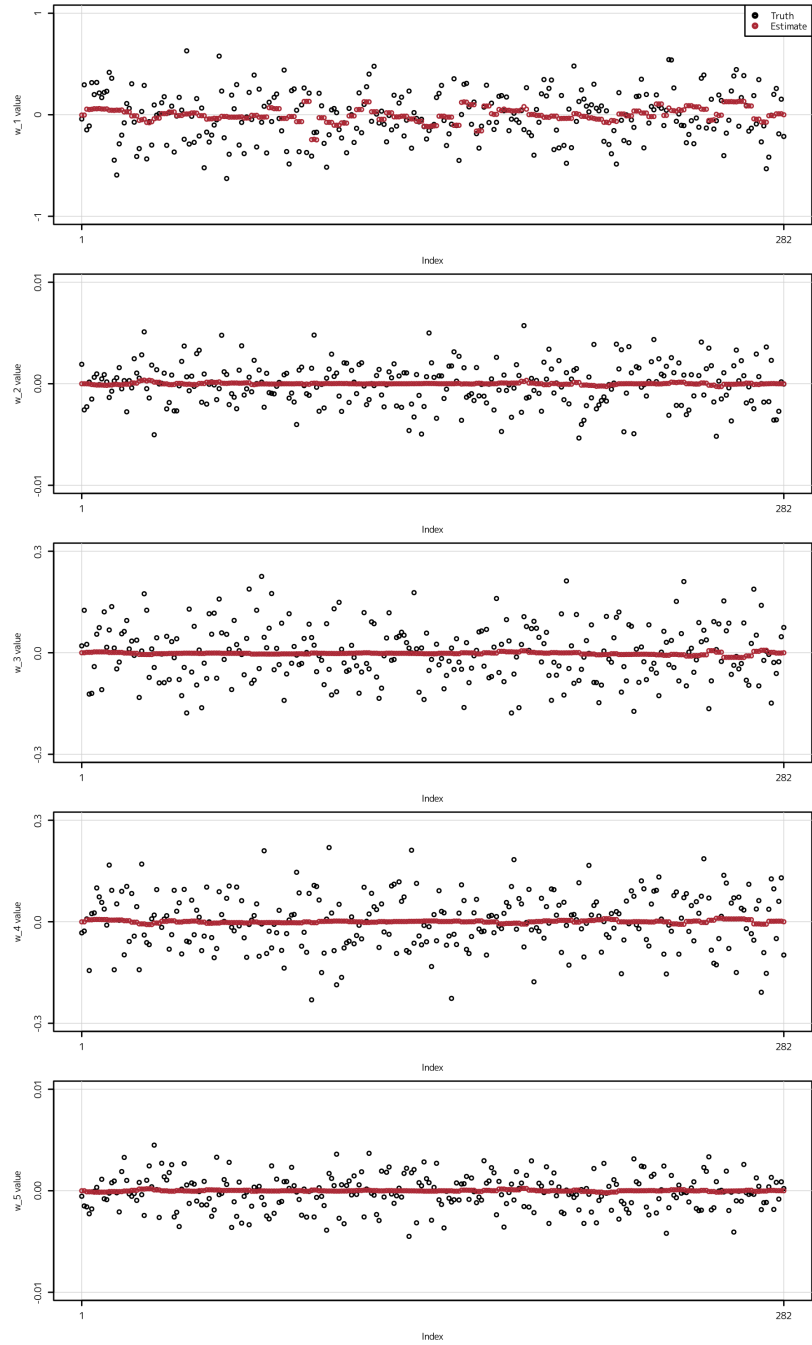 1
Truth
Estimate
w_1 value
0
-1
1
282
Index
0.01
w_2 value
0.00
-0.01
1
282
Index
0.3
w_3 value
0.0
-0.3
1
282
Index
0.3
w_4 value
0.0
-0.3
1
282
Index
0.01
w_5 value
0.00
-0.01
1
282
Index